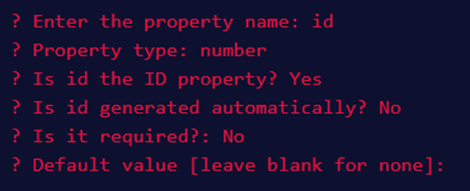 ? Enter the property name: id
? Property type: number
? Is id the ID property? Yes
? Is id generated automatically? No
? Is it required?: No
? Default value [leave blank for none]: